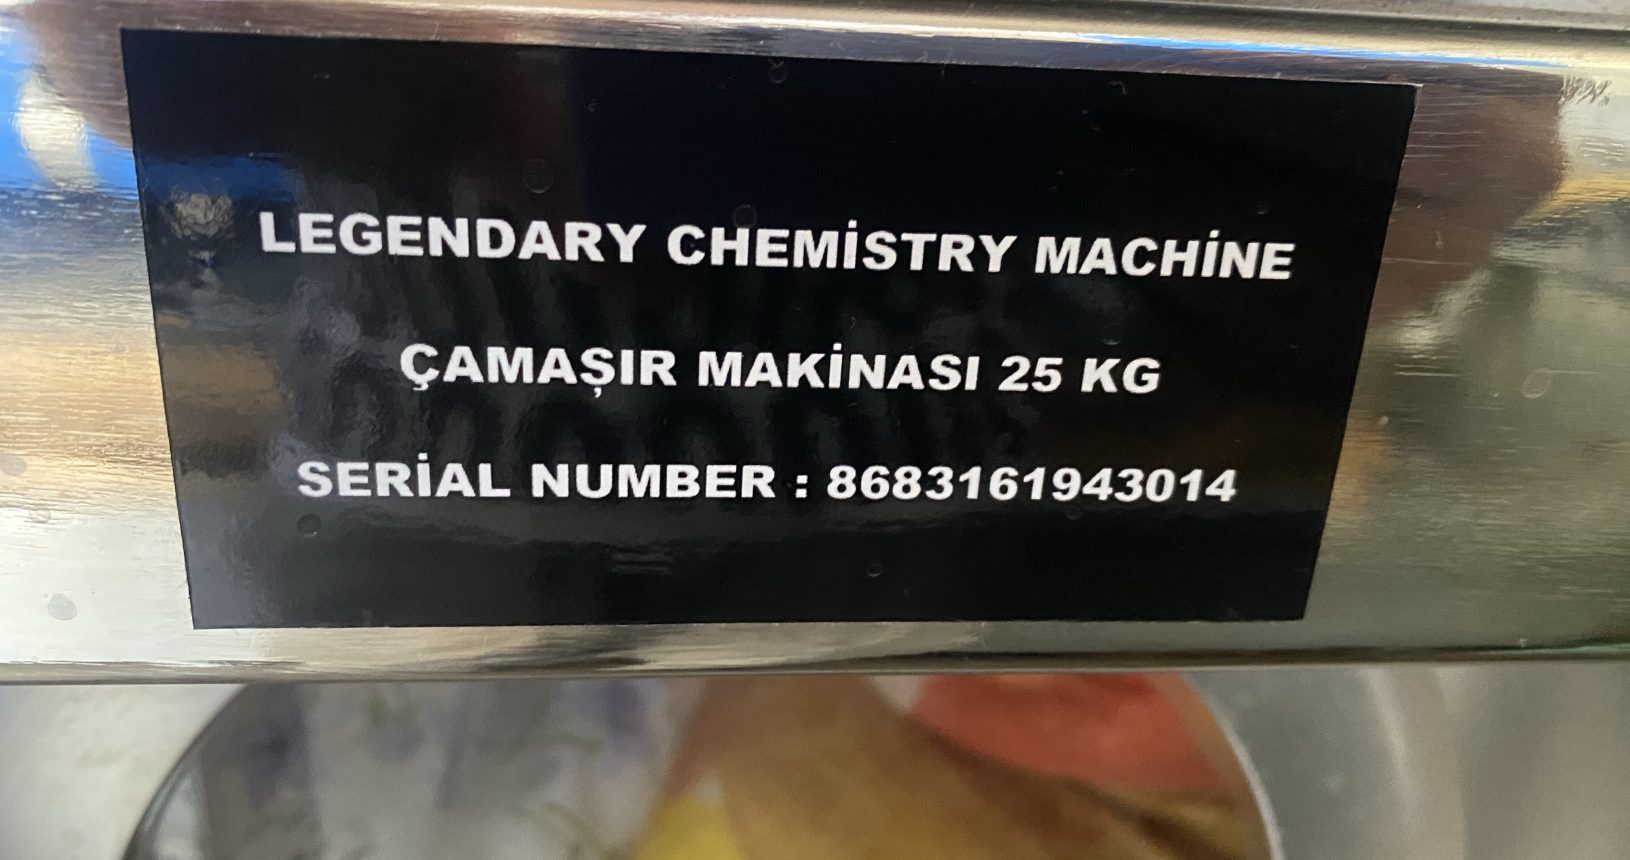 LEGENDARY CHEMİSTRY MACHİNE
ÇAMAŞIR MAKİNASI 25 KG
SERİAL NUMBER : 8683161943014